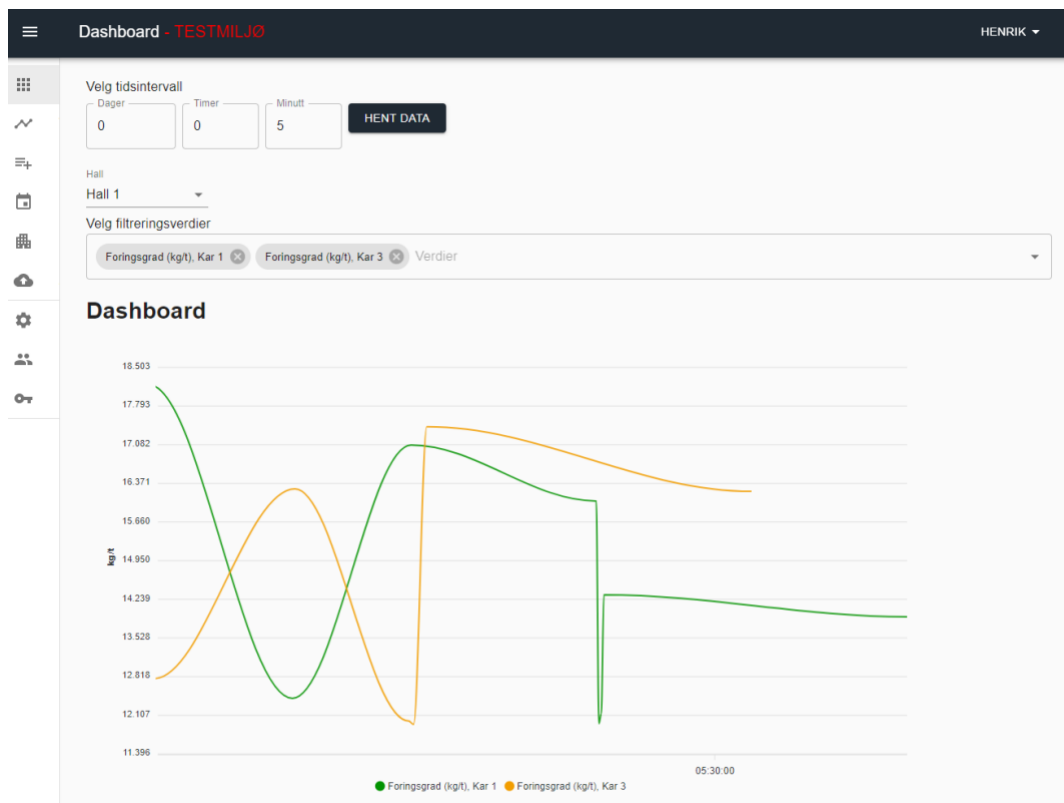 Dashboard - TESTMILJØ HENRIK
Velg tidsintervall
Dager Timer Minutt
0 0 5 HENT DATA
Hall
Hall 1
Velg filtreringsverdier
Foringsgrad (kg/t), Kar 1 Foringsgrad (kg/t), Kar 3 Verdier
Dashboard
18.503
17.793
17.082
16.371
15.660
14.950
kg/t
14.239
13.528
12.818
12.107
11.396
05:30:00
Foringsgrad (kg/t), Kar 1 Foringsgrad (kg/t), Kar 3